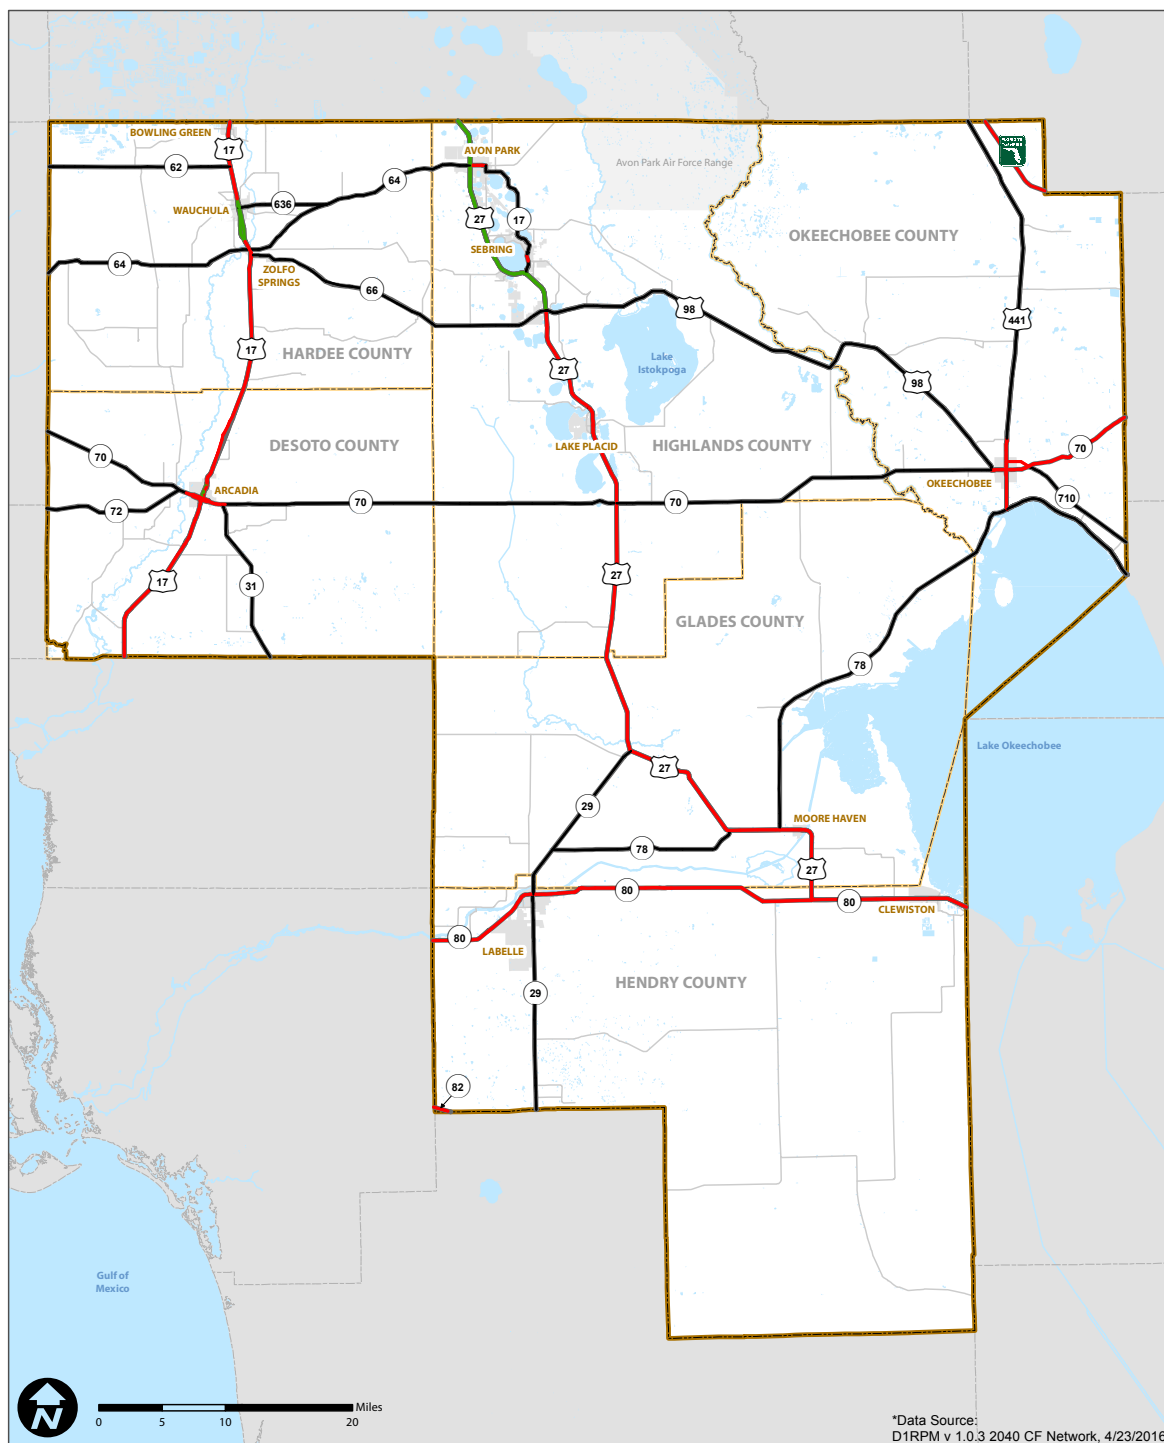 BOWLING GREEN
17
62
AVON PARK
Avon Park Air Force Range
64
636
WAUCHULA
27
17
SEBRING
OKEECHOBEE COUNTY
64
ZOLFO
SPRINGS
66
98
441
17
HARDEE COUNTY
Lake
Istokpoga
27
98
DESOTO COUNTY
LAKE PLACID
HIGHLANDS COUNTY
70
70
ARCADIA
OKEECHOBEE
72
70
70
710
17
31
27
GLADES COUNTY
78
Lake Okeechobee
27
29
MOORE HAVEN
78
27
80
80
CLEWISTON
80
LABELLE
HENDRY COUNTY
29
82
Gulf of
Mexico
N
Miles
0 5 10 20
*Data Source:
D1RPM v 1.0.3 2040 CF Network, 4/23/2016